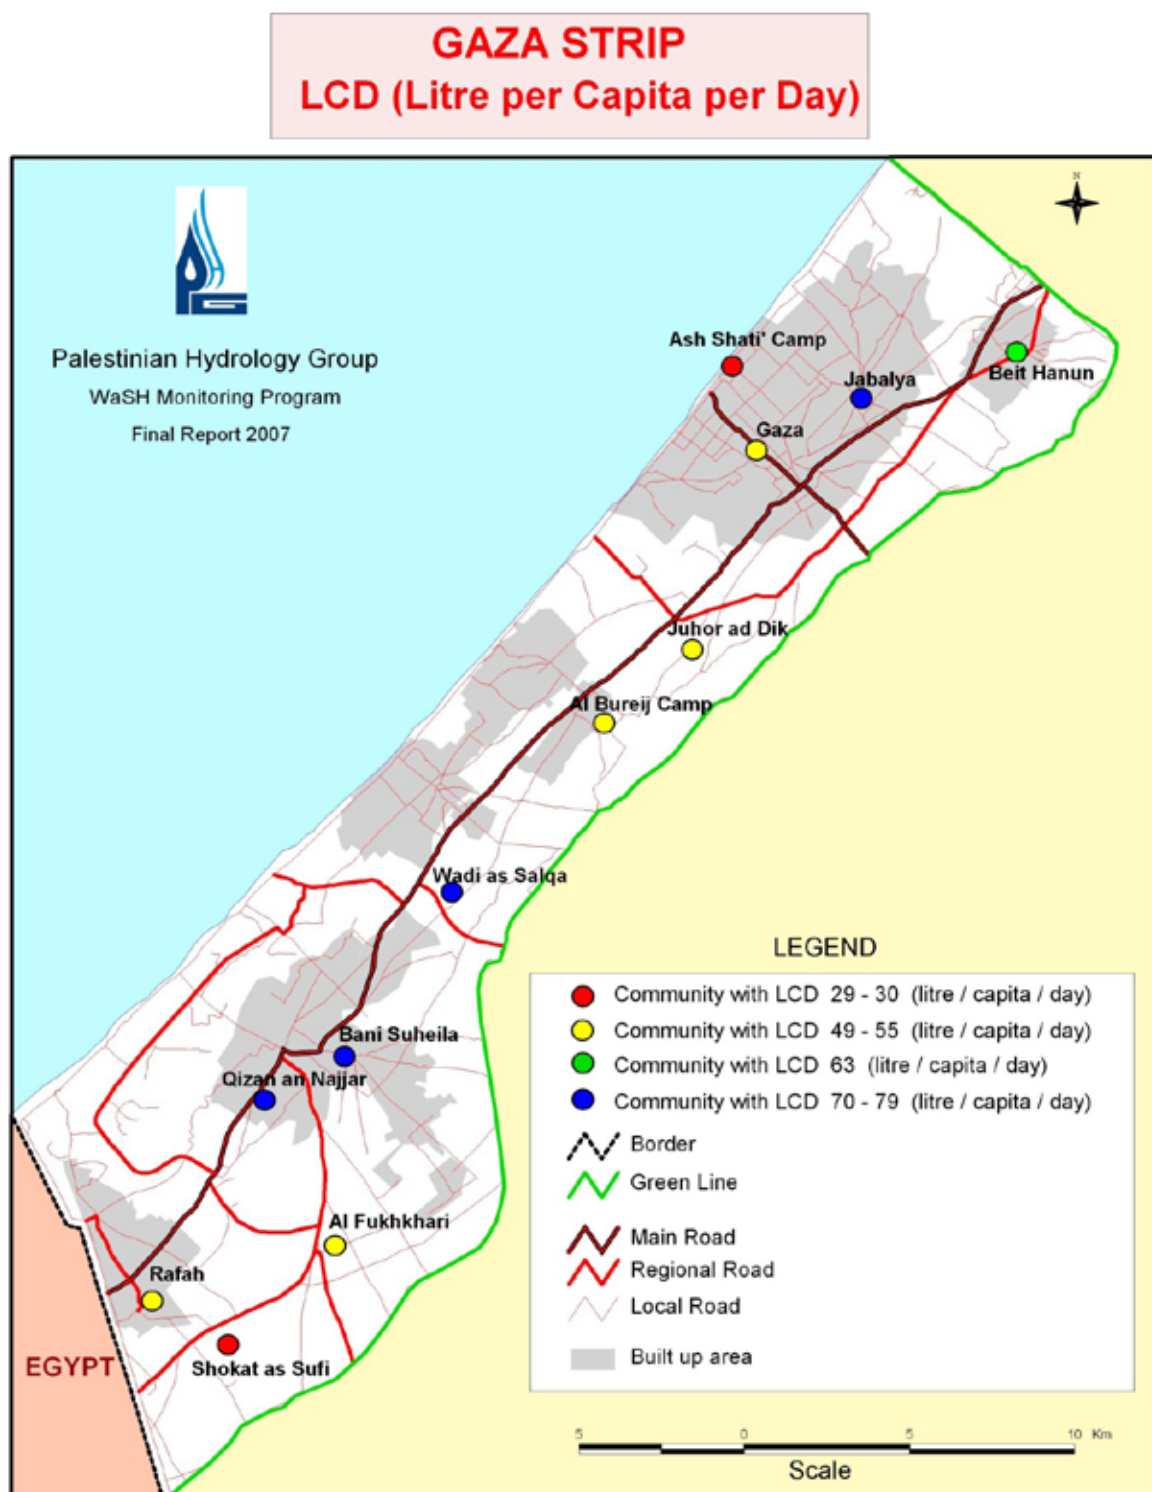 GAZA STRIP
LCD (Litre per Capita per Day)
N
PG
Palestinian Hydrology Group
WaSH Monitoring Program
Final Report 2007
Ash Shati' Camp
Jabalya
Beit Hanun
Gaza
Juhor ad Dik
Al Bureij Camp
Wadi as Salqa
Bani Suheila
Qizan an Najjar
Al Fukhkhari
Rafah
Shokat as Sufi
EGYPT
LEGEND
Community with LCD 29 - 30 (litre / capita / day)
Community with LCD 49 - 55 (litre / capita / day)
Community with LCD 63 (litre / capita / day)
Community with LCD 70 - 79 (litre / capita / day)
Border
Green Line
Main Road
Regional Road
Local Road
Built up area
5 0 5 10 Km
Scale